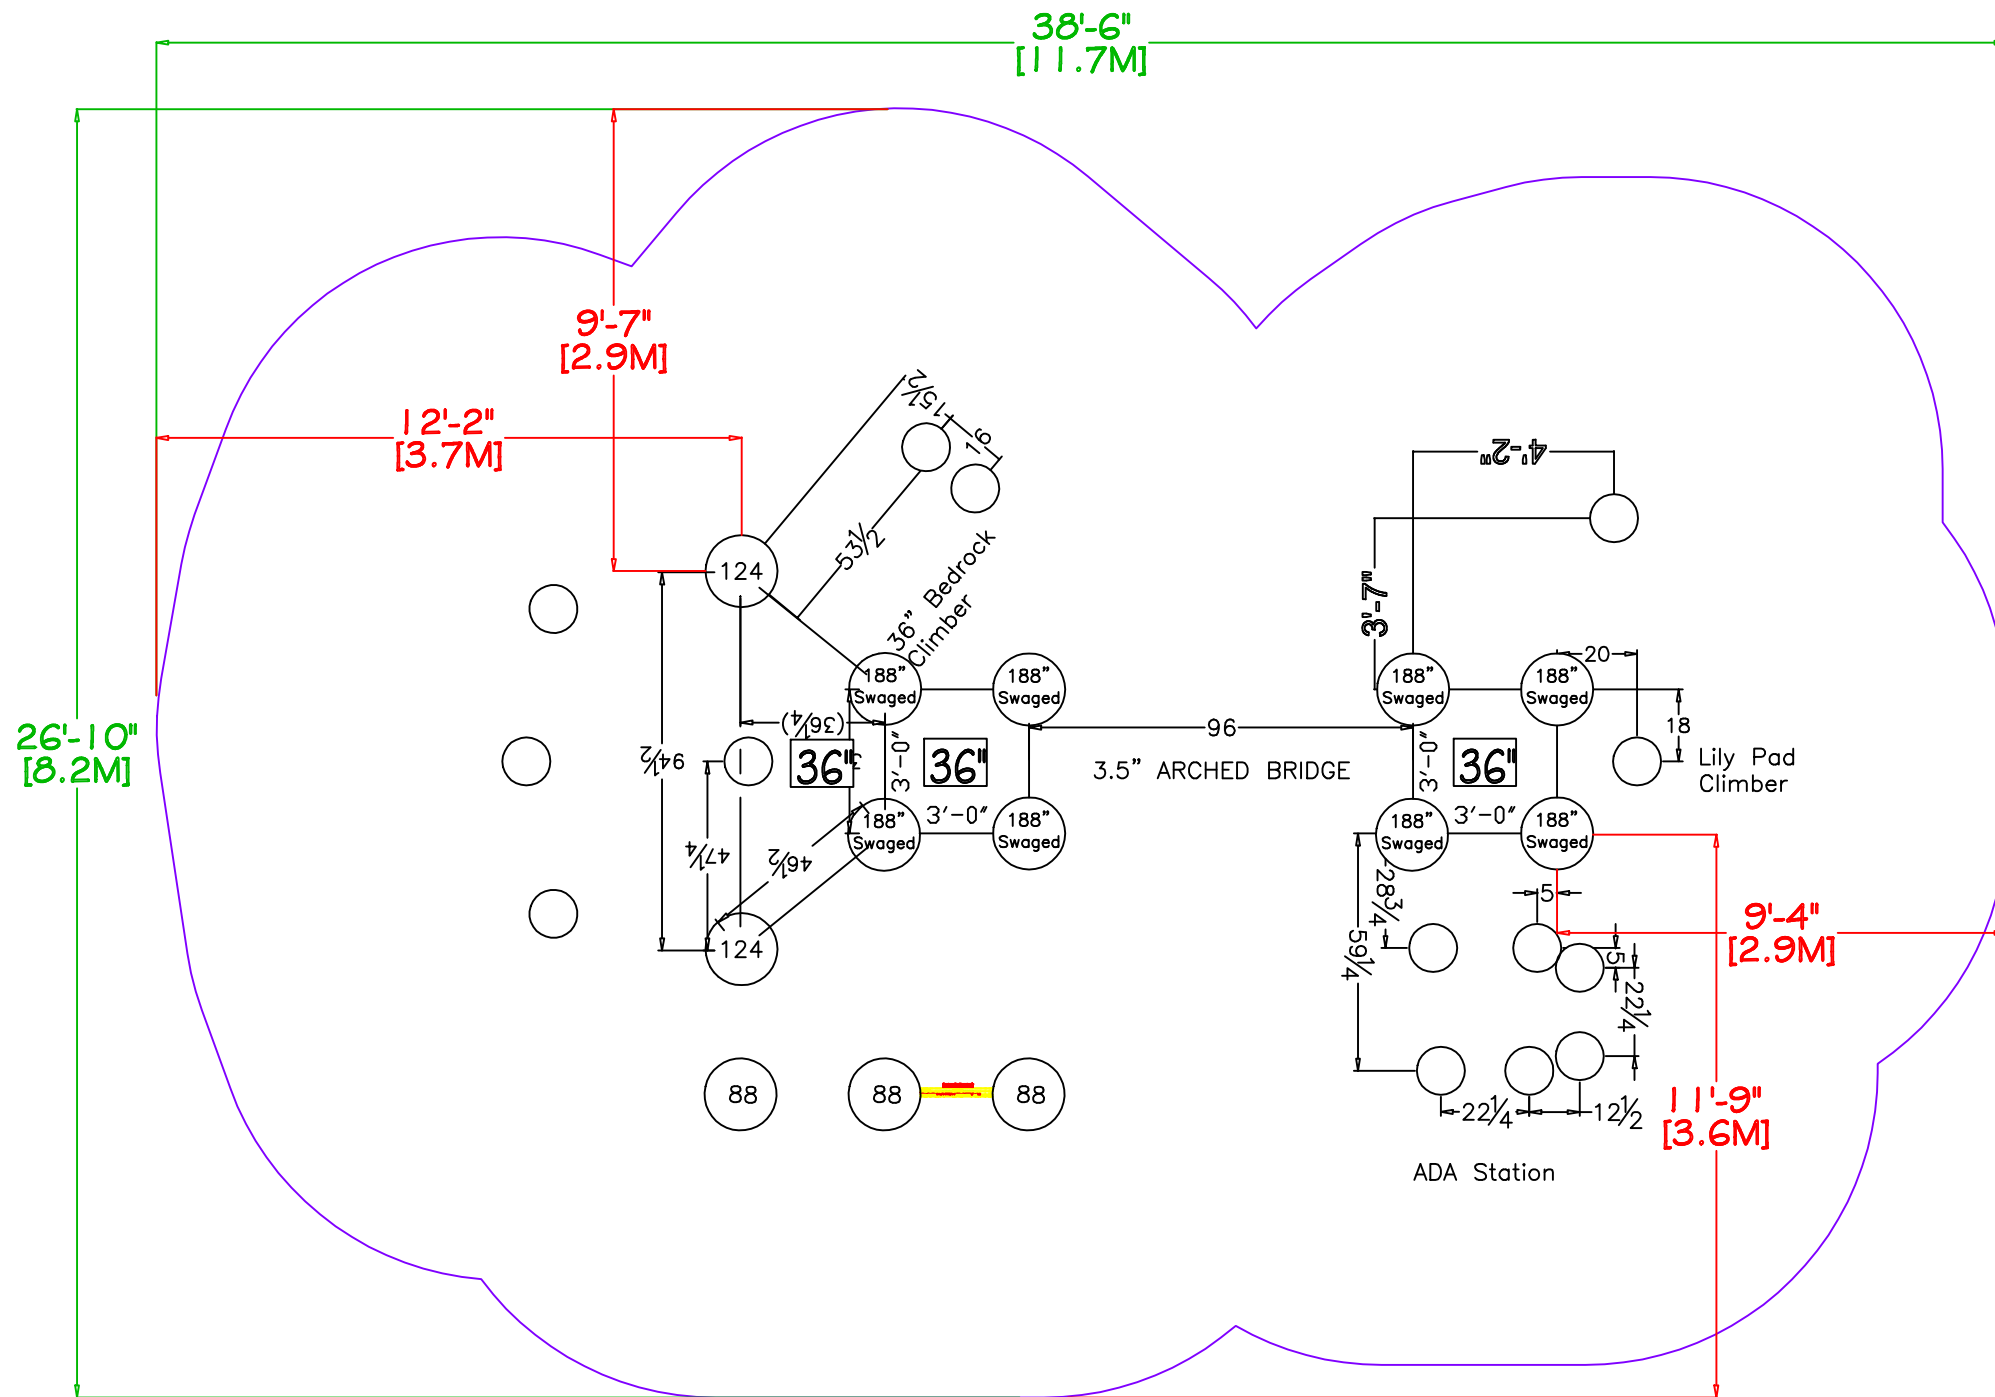 38'-6"
[11.7M]
9'-7"
[2.9M]
12'-2"
[3.7M]
15½
16
53½
4'-2"
3'-7"
124
36" Bedrock
Climber
188"
Swaged
188"
Swaged
188"
Swaged
188"
Swaged
20
18
26'-10"
[8.2M]
94½
(36¼)
36"
3'-0"
36"
96
3.5" ARCHED BRIDGE
3'-0"
36"
Lily Pad
Climber
47¼
46½
188"
Swaged
3'-0"
188"
Swaged
188"
Swaged
3'-0"
188"
Swaged
28¾
59¼
5
9'-4"
[2.9M]
5
22¼
124
88
88
88
22¼
12½
11'-9"
[3.6M]
ADA Station